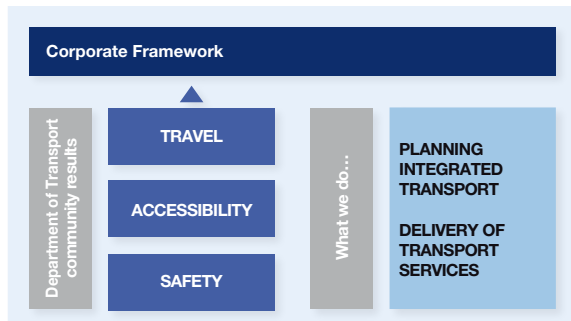 Corporate Framework
Department of Transport
community results
TRAVEL
ACCESSIBILITY
SAFETY
What we do...
PLANNING
INTEGRATED
TRANSPORT
DELIVERY OF
TRANSPORT
SERVICES